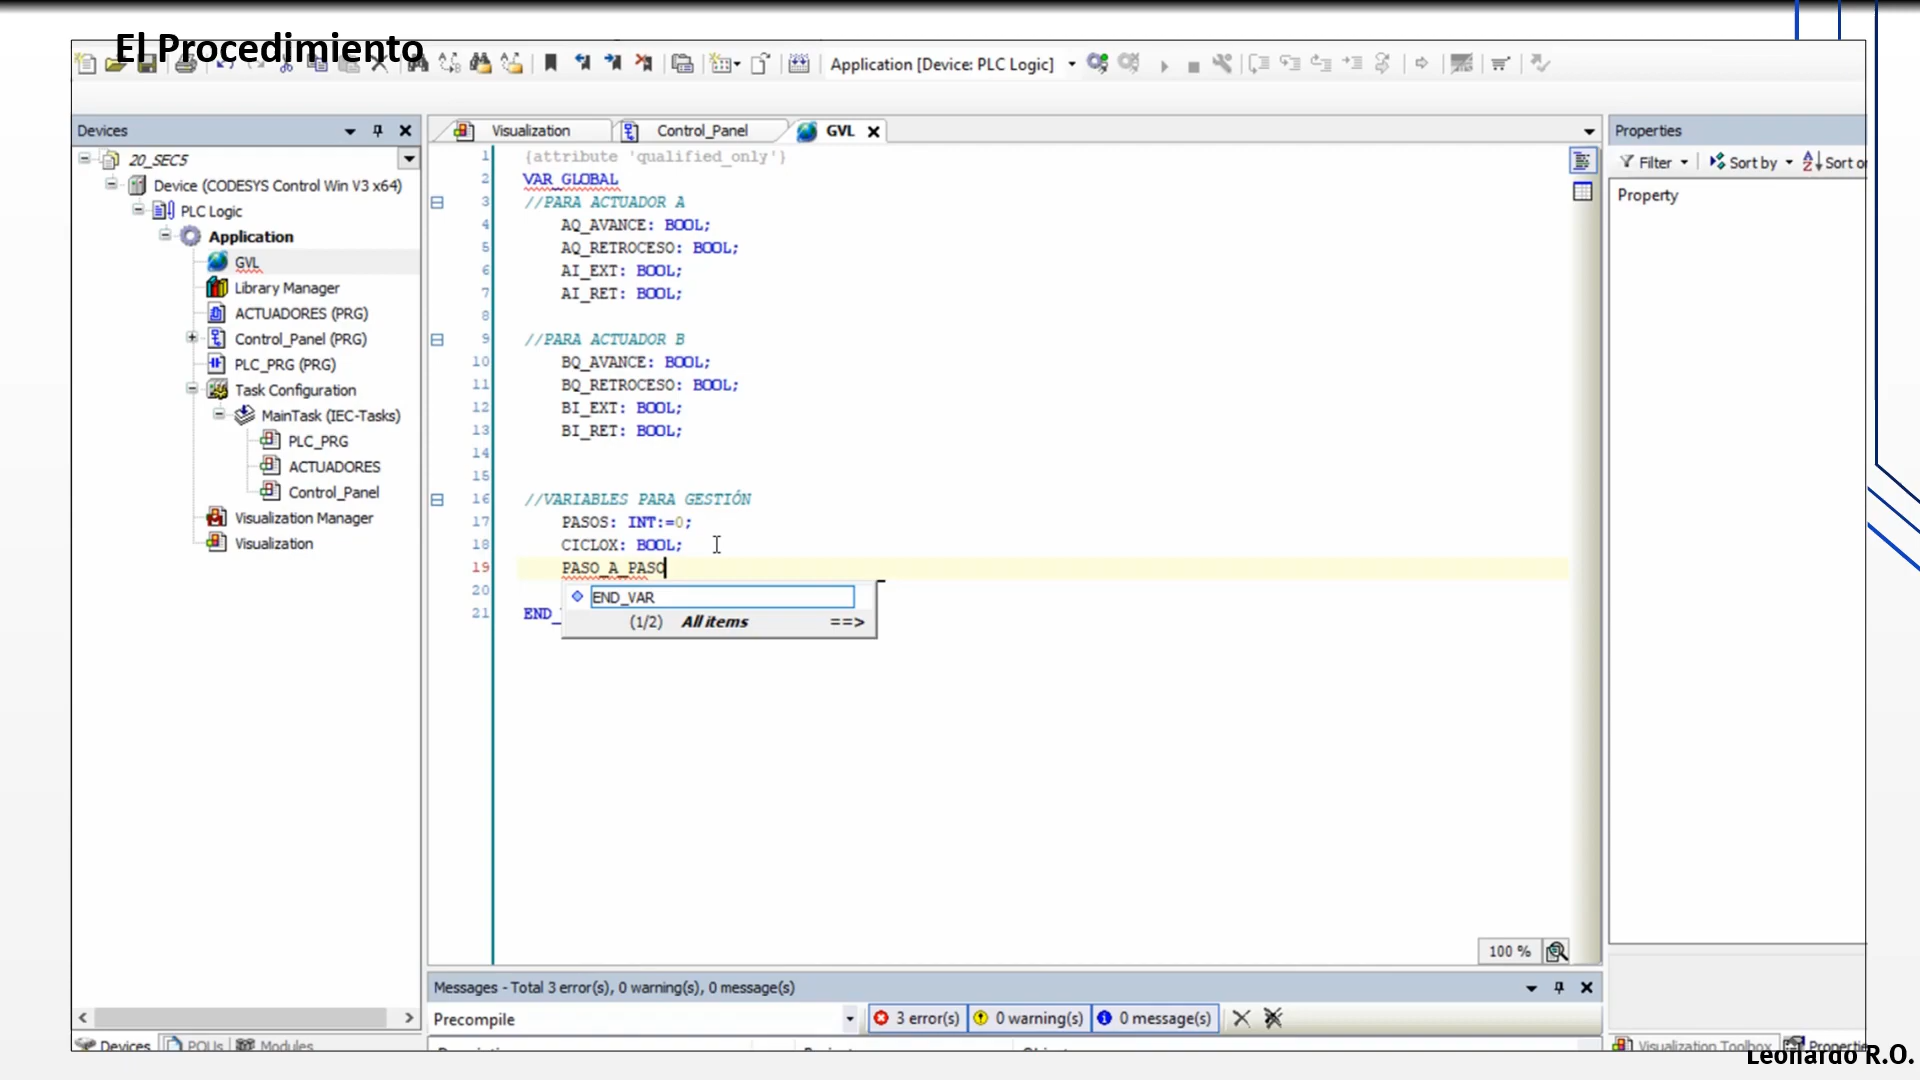 El Procedimiento
Application [Device: PLC Logic]
Devices
20_SEC5
Device (CODESYS Control Win V3 x64)
PLC Logic
Application
GVL
Library Manager
ACTUADORES (PRG)
Control_Panel (PRG)
PLC_PRG (PRG)
Task Configuration
MainTask (IEC-Tasks)
PLC_PRG
ACTUADORES
Control_Panel
Visualization Manager
Visualization
Devices POUs Modules
Visualization Control_Panel GVL
1 {attribute 'qualified_only'}
2 VAR_GLOBAL
3 //PARA ACTUADOR A
4 AQ_AVANCE: BOOL;
5 AQ_RETROCESO: BOOL;
6 AI_EXT: BOOL;
7 AI_RET: BOOL;
8
9 //PARA ACTUADOR B
10 BQ_AVANCE: BOOL;
11 BQ_RETROCESO: BOOL;
12 BI_EXT: BOOL;
13 BI_RET: BOOL;
14
15
16 //VARIABLES PARA GESTIÓN
17 PASOS: INT:=0;
18 CICLOX: BOOL;
19 PASO_A_PASO
20
21 END_
END_VAR
(1/2) All items ==>
100 %
Messages - Total 3 error(s), 0 warning(s), 0 message(s)
Precompile 3 error(s) 0 warning(s) 0 message(s)
Properties
Filter Sort by Sort or
Property
Visualization Toolbox
Leonardo R.O.